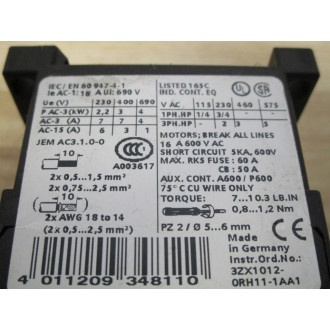 IEC / EN 60 947-4-1
Ie AC-1: 18 A Ui: 690 V
Ue (V) 230 400 690
P AC-3 (kW) 2,2 3 4
AC-3 (A) 7 7 4
AC-15 (A) 6 3 1
JEM AC3.1.0-0
10
2x 0,5...1,5 mm²
2x 0,75...2,5 mm²
10
2x AWG 18 to 14
(2x 0,5...2,5 mm²)
CCC
A003617
LISTED 165C
IND. CONT. EQ
UL SP
V AC 115 230 460 575
1PH.HP 1/4 3/4 - -
3PH.HP
MOTORS; BREAK ALL LINES
16 A 600 V AC
SHORT CIRCUIT 5KA, 600V
MAX. RK5 FUSE : 60 A
CB : 50 A
AUX. CONT. A600 / P600
75°C CU WIRE ONLY
TORQUE: 7...10.3 LB.IN
0,8...1,2 Nm
PZ 2 / Ø 5...6 mm
4 011209 348110
Made
in Germany
Instr.Ord.No.:
3ZX1012-
0RH11-1AA1